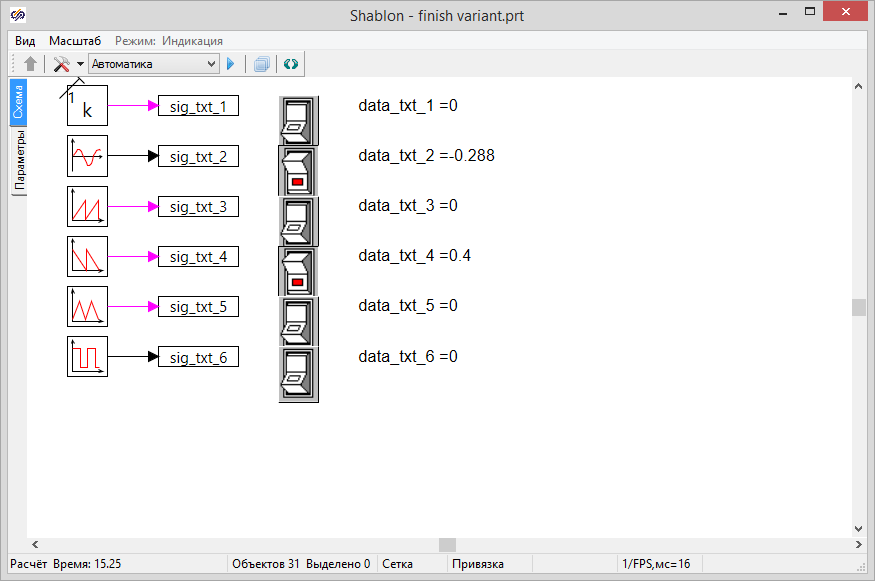 Shablon - finish variant.prt
Вид Масштаб Режим: Индикация
Автоматика
Схема
Параметры
1
k
sig_txt_1 data_txt_1 =0
sig_txt_2 data_txt_2 =-0.288
sig_txt_3 data_txt_3 =0
sig_txt_4 data_txt_4 =0.4
sig_txt_5 data_txt_5 =0
sig_txt_6 data_txt_6 =0
Расчёт Время: 15.25 Объектов 31 Выделено 0 Сетка Привязка 1/FPS,мс=16